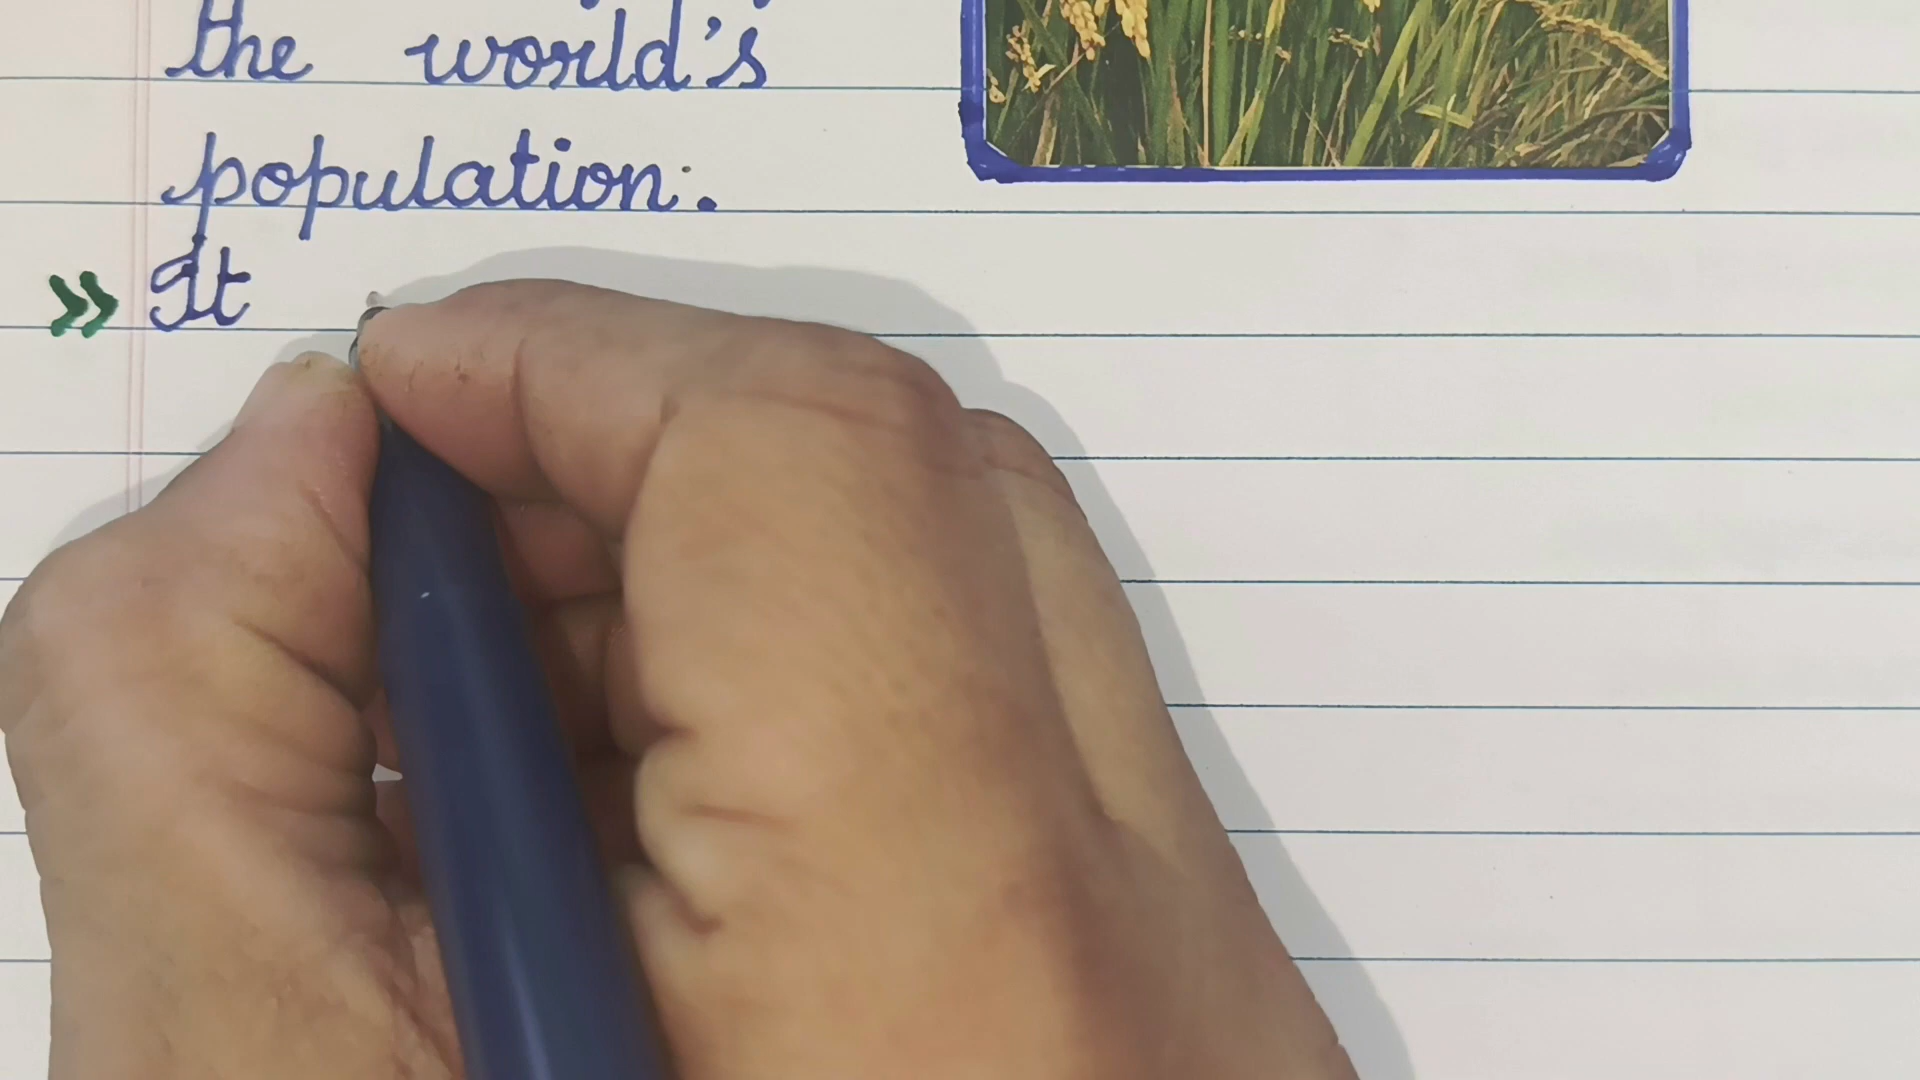 the world's
population.
» It